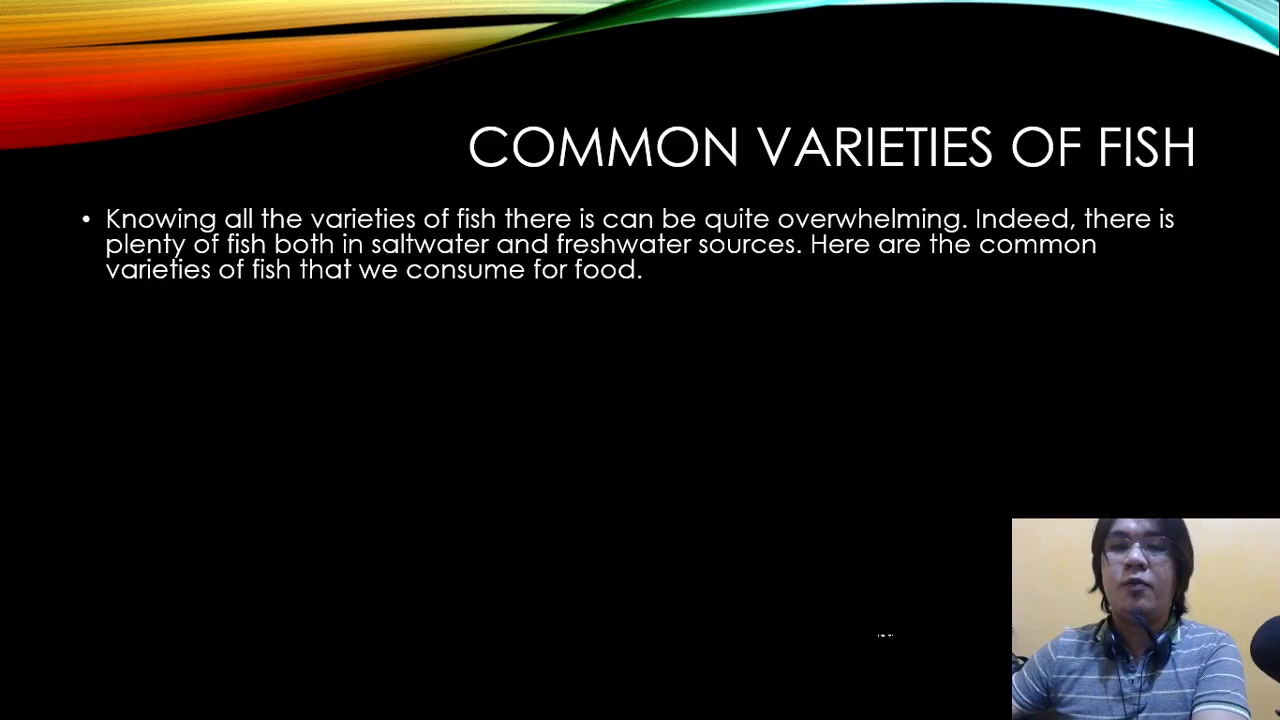 COMMON VARIETIES OF FISH
• Knowing all the varieties of fish there is can be quite overwhelming. Indeed, there is
plenty of fish both in saltwater and freshwater sources. Here are the common
varieties of fish that we consume for food.